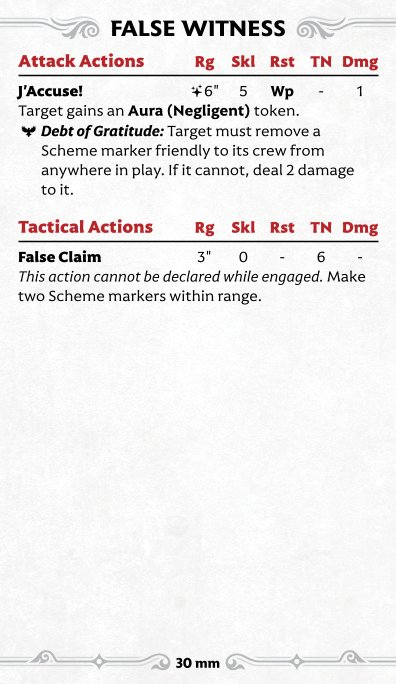 FALSE WITNESS
Attack Actions Rg Skl Rst TN Dmg
J'Accuse! 6" 5 Wp - 1
Target gains an Aura (Negligent) token.
Debt of Gratitude: Target must remove a
Scheme marker friendly to its crew from
anywhere in play. If it cannot, deal 2 damage
to it.
Tactical Actions Rg Skl Rst TN Dmg
False Claim 3" 0 - 6 -
This action cannot be declared while engaged. Make
two Scheme markers within range.
30 mm